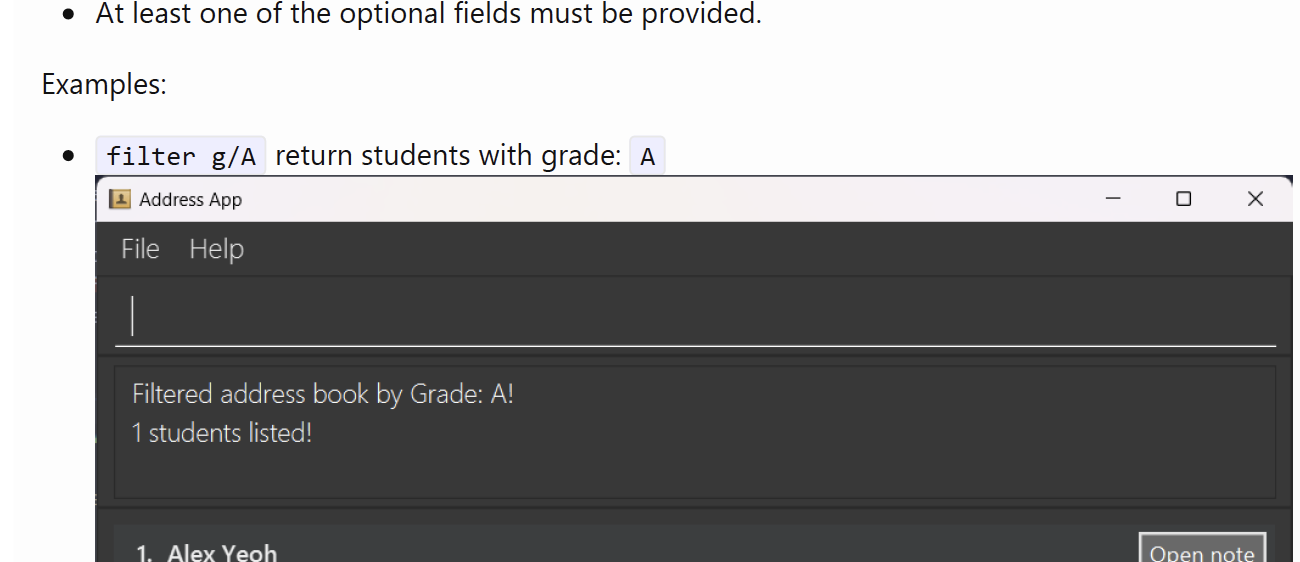 At least one of the optional fields must be provided.
Examples:
filter g/A return students with grade: A
Address App
File Help
Filtered address book by Grade: A!
1 students listed!
1. Alex Yeoh
Open note